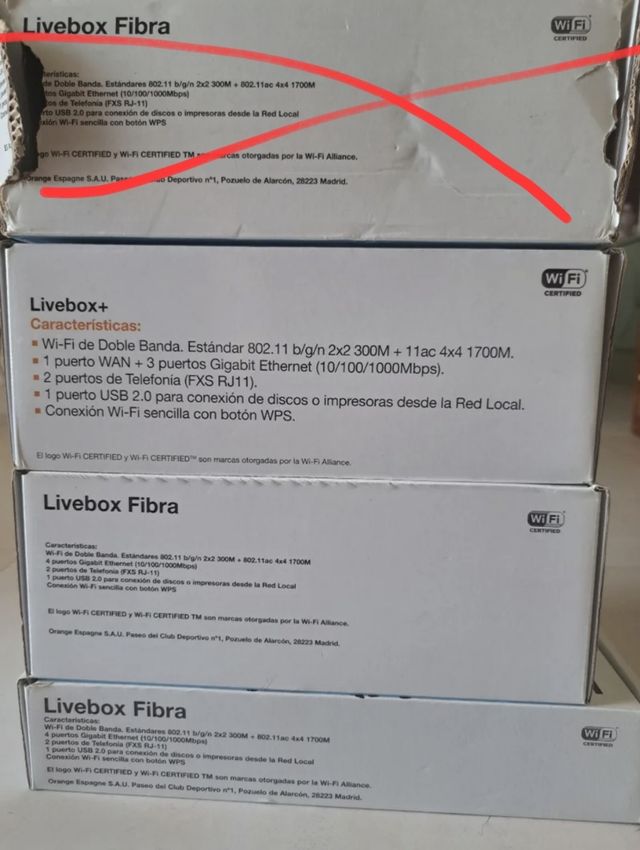 Livebox Fibra
WiFi
CERTIFIED
de Doble Banda. Estándares 802.11 b/g/n 2x2 300M + 802.11ac 4x4 1700M
Gigabit Ethernet (10/100/1000Mbps)
de Telefonía (FXS RJ-11)
USB 2.0 para conexión de discos o impresoras desde la Red Local
Wi-Fi sencilla con botón WPS
Wi-Fi CERTIFIED y Wi-Fi CERTIFIED TM otorgadas por la Wi-Fi Alliance.
Orange Espagne S.A.U. Deportivo nº1, Pozuelo de Alarcón, 28223 Madrid.
WiFi
CERTIFIED
Livebox+
Características:
Wi-Fi de Doble Banda. Estándar 802.11 b/g/n 2x2 300M + 11ac 4x4 1700M.
1 puerto WAN + 3 puertos Gigabit Ethernet (10/100/1000Mbps).
2 puertos de Telefonía (FXS RJ11).
1 puerto USB 2.0 para conexión de discos o impresoras desde la Red Local.
Conexión Wi-Fi sencilla con botón WPS.
El logo Wi-Fi CERTIFIED y Wi-Fi CERTIFIED™ son marcas otorgadas por la Wi-Fi Alliance.
Livebox Fibra
WiFi
CERTIFIED
Características:
Wi-Fi de Doble Banda. Estándares 802.11 b/g/n 2x2 300M + 802.11ac 4x4 1700M
4 puertos Gigabit Ethernet (10/100/1000Mbps)
2 puertos de Telefonía (FXS RJ-11)
1 puerto USB 2.0 para conexión de discos o impresoras desde la Red Local
Conexión Wi-Fi sencilla con botón WPS
El logo Wi-Fi CERTIFIED y Wi-Fi CERTIFIED TM son marcas otorgadas por la Wi-Fi Alliance.
Orange Espagne S.A.U. Paseo del Club Deportivo nº1, Pozuelo de Alarcón, 28223 Madrid.
Livebox Fibra
WiFi
CERTIFIED
Características:
Wi-Fi de Doble Banda. Estándares 802.11 b/g/n 2x2 300M + 802.11ac 4x4 1700M
4 puertos Gigabit Ethernet (10/100/1000Mbps)
2 puertos de Telefonía (FXS RJ-11)
1 puerto USB 2.0 para conexión de discos o impresoras desde la Red Local
Conexión Wi-Fi sencilla con botón WPS
El logo Wi-Fi CERTIFIED y Wi-Fi CERTIFIED TM son marcas otorgadas por la Wi-Fi Alliance.
Orange Espagne S.A.U. Paseo del Club Deportivo nº1, Pozuelo de Alarcón, 28223 Madrid.